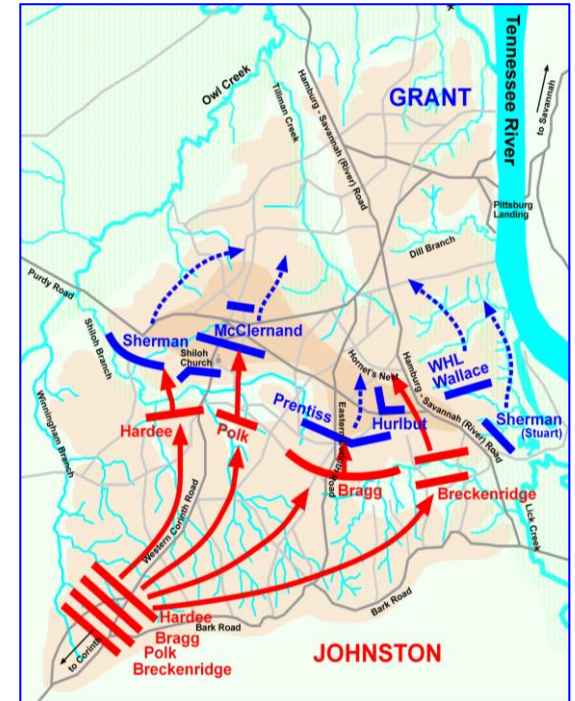 Tennessee River
to Savannah
Owl Creek
Tillman Creek
Hamburg - Savannah (River) Road
GRANT
Pittsburg
Landing
Dill Branch
Purdy Road
Shiloh Branch
Sherman
McClernand
Shiloh
Church
Hornet's Nest
Hamburg - Savannah (River) Road
WHL
Wallace
Winningham Branch
Hardee
Polk
Prentiss
Eastern
Road
Hurlbut
Sherman
(Stuart)
Bragg
Breckenridge
Lick Creek
Western Corinth Road
Hardee
Bragg
Polk
Breckenridge
to Corinth
Bark Road
Bark Road
JOHNSTON